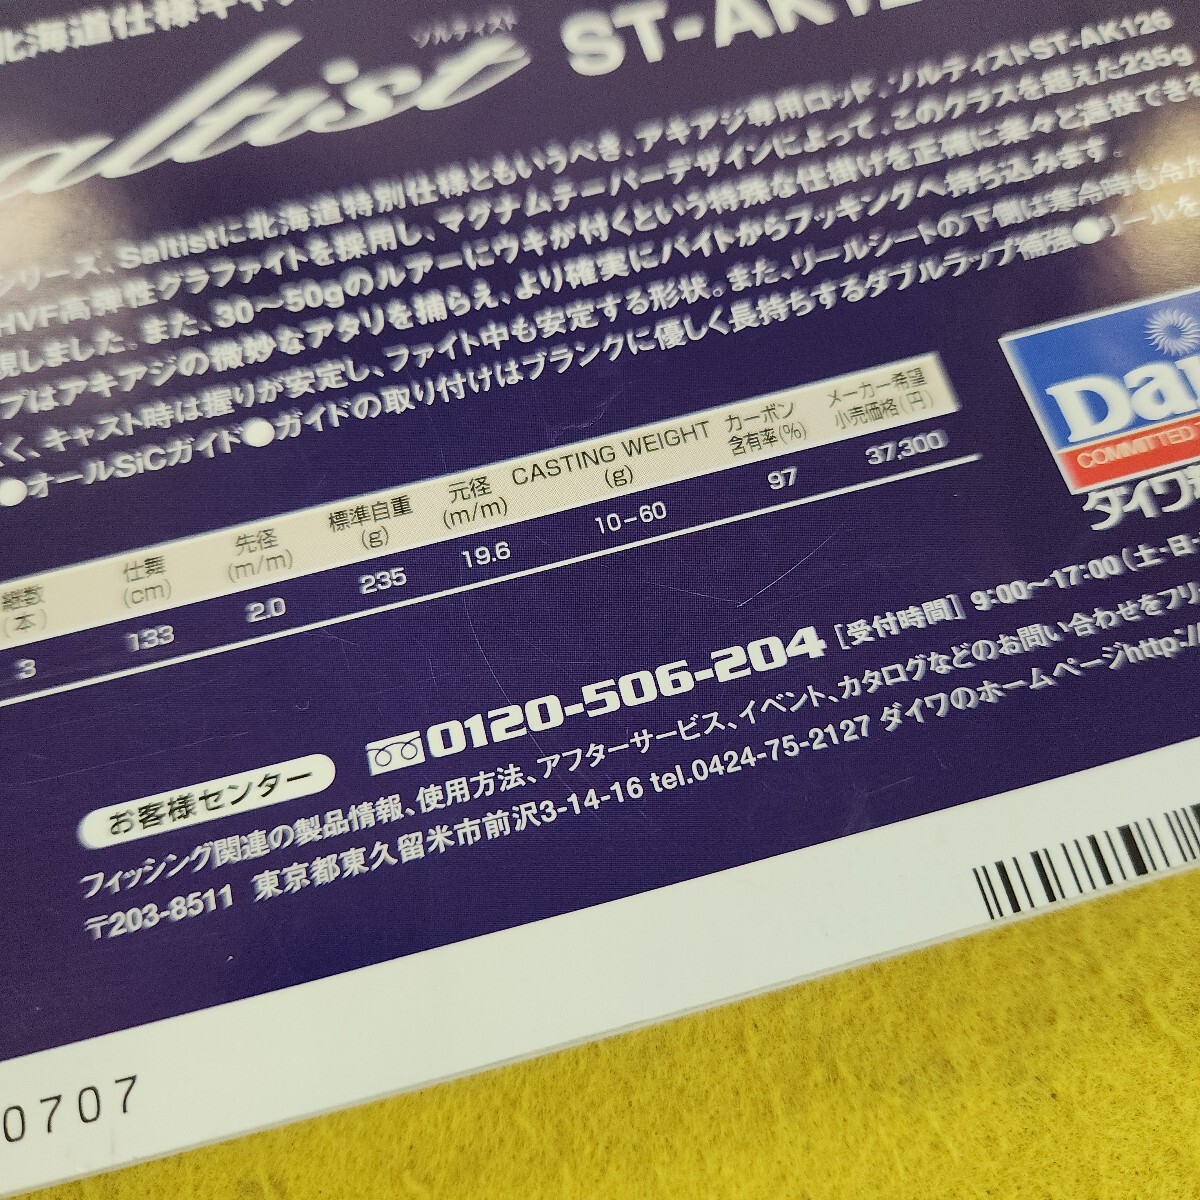 北海道仕様キャ
ソルティスト
altist ST-AK12
シリーズ、Saltistに北海道特別仕様ともいうべき、アキアジ専用ロッド、ソルティストST-AK126
HVF高弾性グラファイトを採用し、マグナムテーパーデザインによって、このクラスを超えた235g
現しました。また、30〜50gのルアーにウキが付くという特殊な仕掛けを正確に楽々と遠投できる
プはアキアジの微妙なアタリを捕らえ、より確実にバイトからフッキングへ持ち込みます。
く、キャスト時は握りが安定し、ファイト中も安定する形状。また、リールシートの下側は寒冷時も冷た
●オールSiCガイド●ガイドの取り付けはブランクに優しく長持ちするダブルラップ補強●リールを
継数(本) 仕舞(cm) 先径(m/m) 標準自重(g) 元径(m/m) CASTING WEIGHT(g) カーボン含有率(%) メーカー希望小売価格(円)
3 133 2.0 235 19.6 10-60 97 37,300
Dai
COMMITTED
ダイワ
お客様センター 0120-506-204 [受付時間] 9:00〜17:00(土・日・
フィッシング関連の製品情報、使用方法、アフターサービス、イベント、カタログなどのお問い合わせをフリ
〒203-8511 東京都東久留米市前沢3-14-16 tel.0424-75-2127 ダイワのホームページhttp://
0707